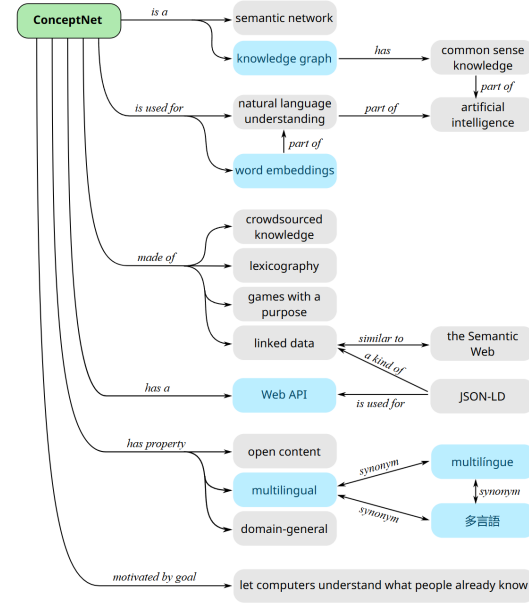 ConceptNet
is a
semantic network
knowledge graph
has
common sense
knowledge
part of
is used for
natural language
understanding
part of
artificial
intelligence
part of
word embeddings
crowdsourced
knowledge
made of
lexicography
games with a
purpose
linked data
similar to
the Semantic
Web
a kind of
has a
Web API
is used for
JSON-LD
has property
open content
synonym
multilingüe
multilingual
synonym
synonym
多言語
domain-general
motivated by goal
let computers understand what people already know